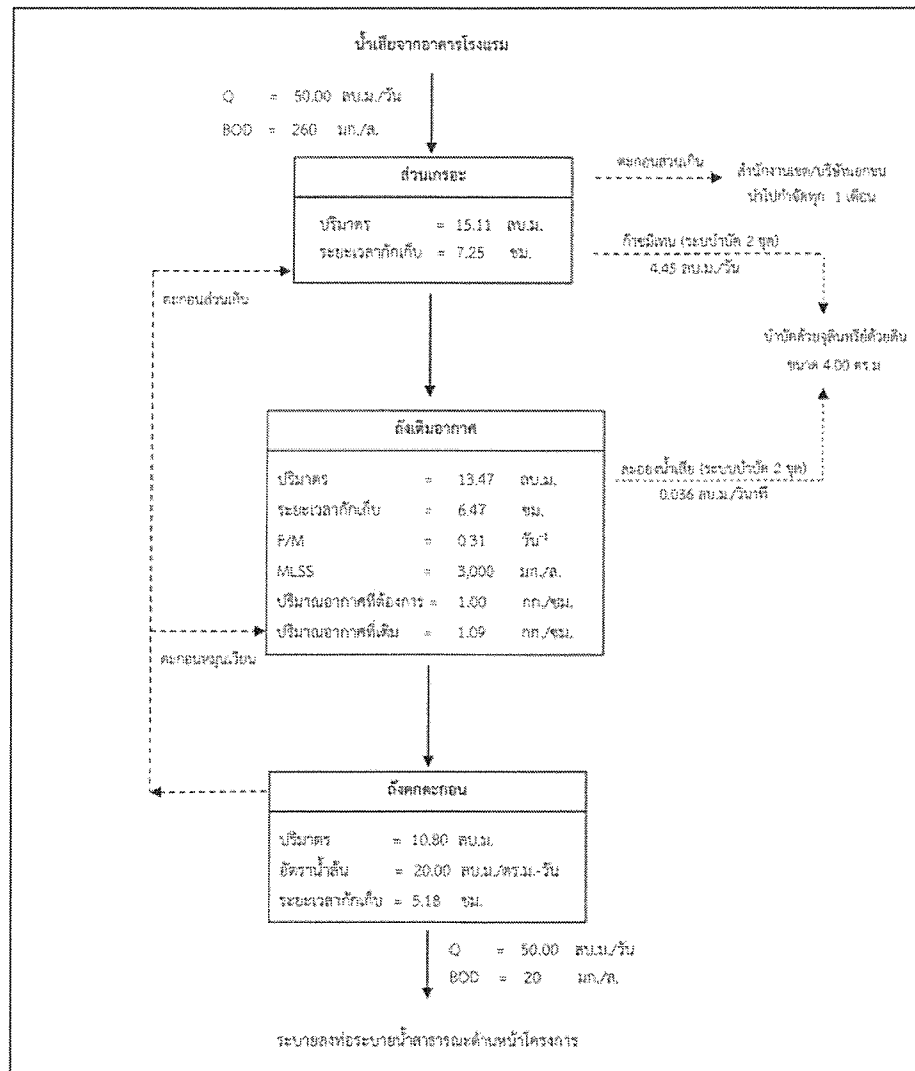 น้ำเสียจากอาคารโรงแรม
Q = 50.00 ลบ.ม./วัน
BOD = 260 มก./ล.
ส่วนเกรอะ
ปริมาตร = 15.11 ลบ.ม.
ระยะเวลากักเก็บ = 7.25 ชม.
ตะกอนส่วนเกิน
สำนักงานเขต/บริษัทเอกชน
นำไปกำจัดทุก 1 เดือน
ก๊าซมีเทน (ระบบบำบัด 2 ชุด)
4.45 ลบ.ม./วัน
ตะกอนส่วนเกิน
บำบัดด้วยจุลินทรีย์ด้วยดิน
ขนาด 4.00 ตร.ม
ถังเติมอากาศ
ปริมาตร = 13.47 ลบ.ม.
ระยะเวลากักเก็บ = 6.47 ชม.
F/M = 0.31 วัน⁻¹
MLSS = 3,000 มก./ล.
ปริมาณอากาศที่ต้องการ = 1.00 กก./ชม.
ปริมาณอากาศที่เติม = 1.09 กก./ชม.
ละอองน้ำเสีย (ระบบบำบัด 2 ชุด)
0.036 ลบ.ม./วินาที
ตะกอนหมุนเวียน
ถังตกตะกอน
ปริมาตร = 10.80 ลบ.ม.
อัตราน้ำล้น = 20.00 ลบ.ม./ตร.ม.-วัน
ระยะเวลากักเก็บ = 5.18 ชม.
Q = 50.00 ลบ.ม./วัน
BOD = 20 มก./ล.
ระบายลงท่อระบายน้ำสาธารณะด้านหน้าโครงการ